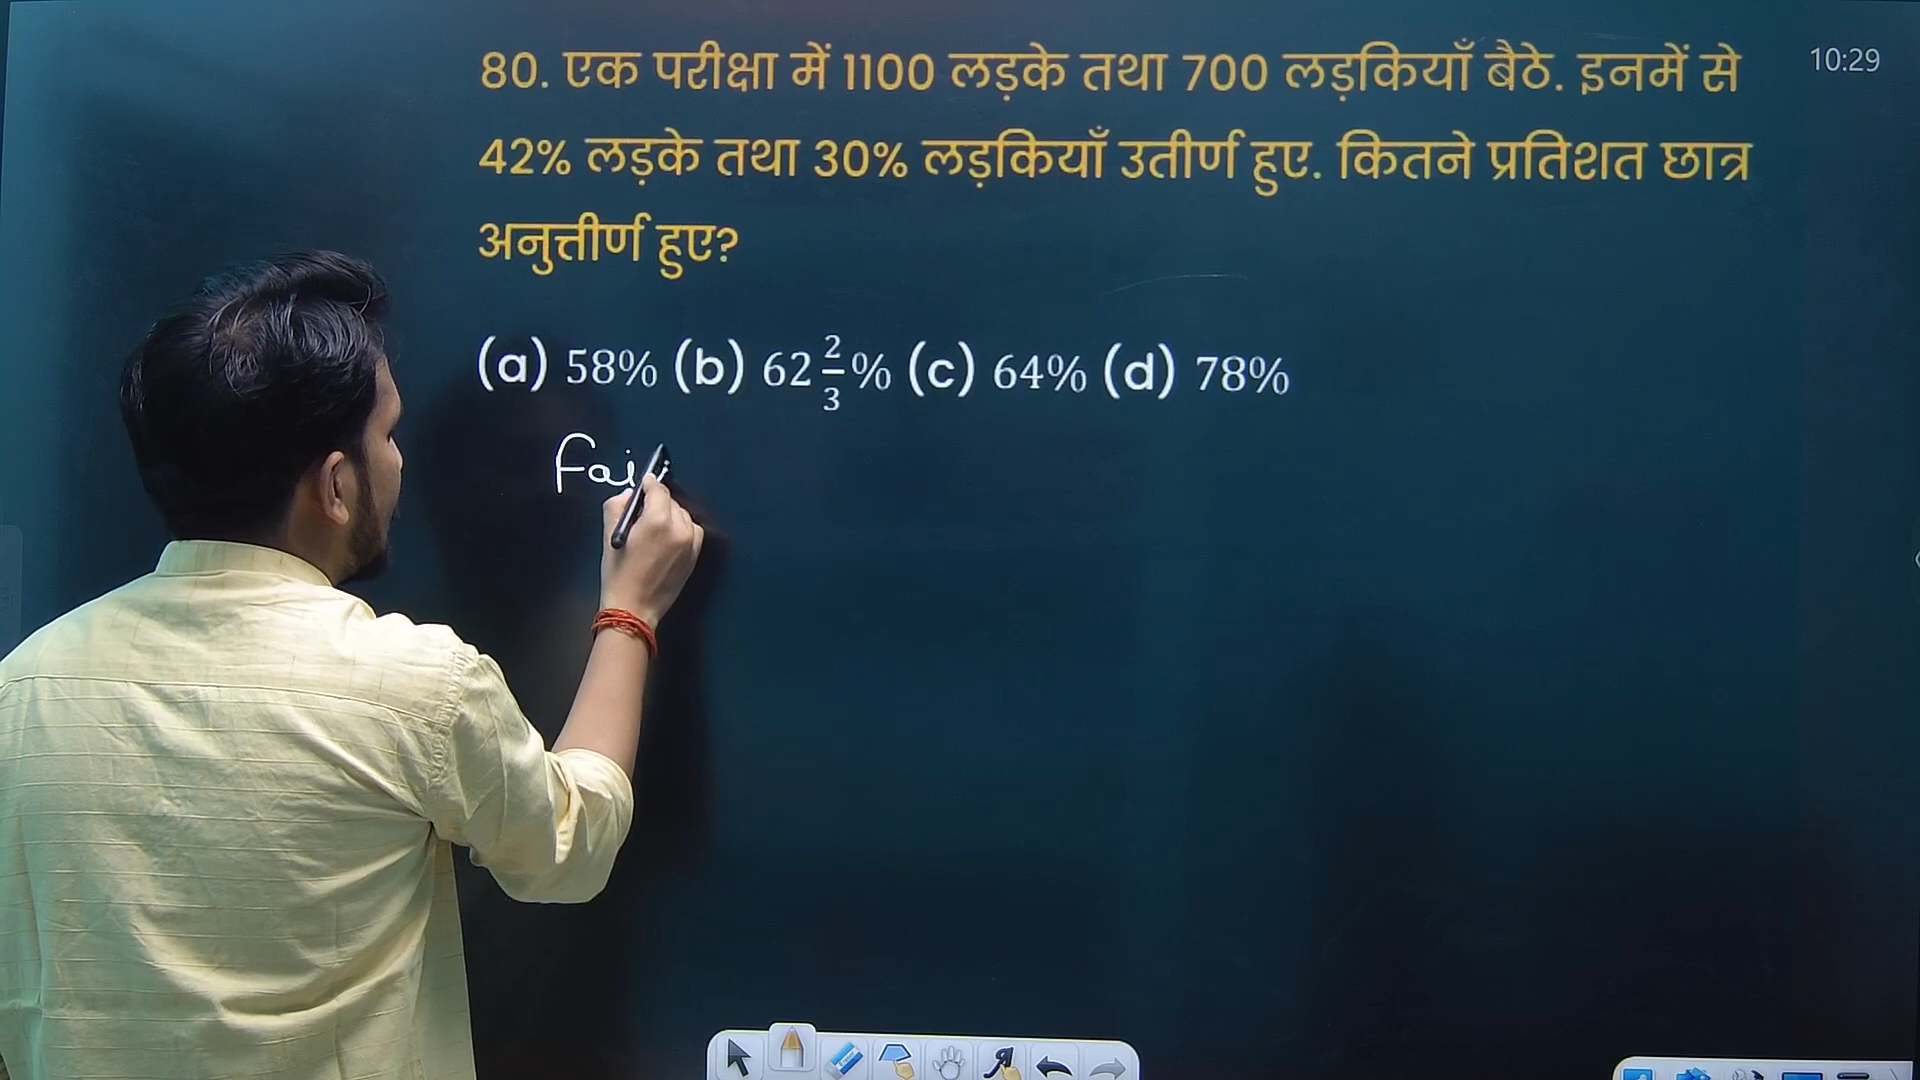 80. एक परीक्षा में 1100 लड़के तथा 700 लड़कियाँ बैठे. इनमें से
42% लड़के तथा 30% लड़कियाँ उतीर्ण हुए. कितने प्रतिशत छात्र
अनुत्तीर्ण हुए?
(a) 58% (b) 62 2/3% (c) 64% (d) 78%
10:29